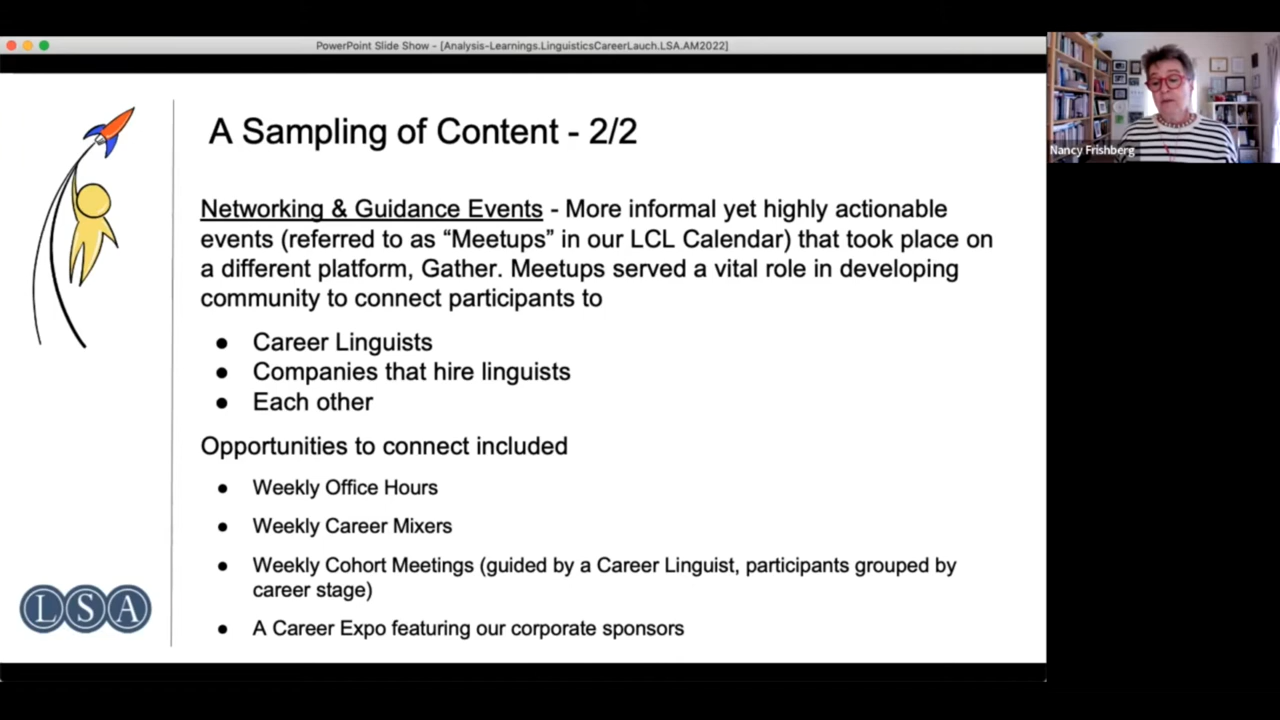 PowerPoint Slide Show - [Analysis-Learnings.LinguisticsCareerLauch.LSA.AM2022]
A Sampling of Content - 2/2
Networking & Guidance Events - More informal yet highly actionable
events (referred to as “Meetups” in our LCL Calendar) that took place on
a different platform, Gather. Meetups served a vital role in developing
community to connect participants to
● Career Linguists
● Companies that hire linguists
● Each other
Opportunities to connect included
● Weekly Office Hours
● Weekly Career Mixers
● Weekly Cohort Meetings (guided by a Career Linguist, participants grouped by
career stage)
● A Career Expo featuring our corporate sponsors
LSA
Nancy Frishberg